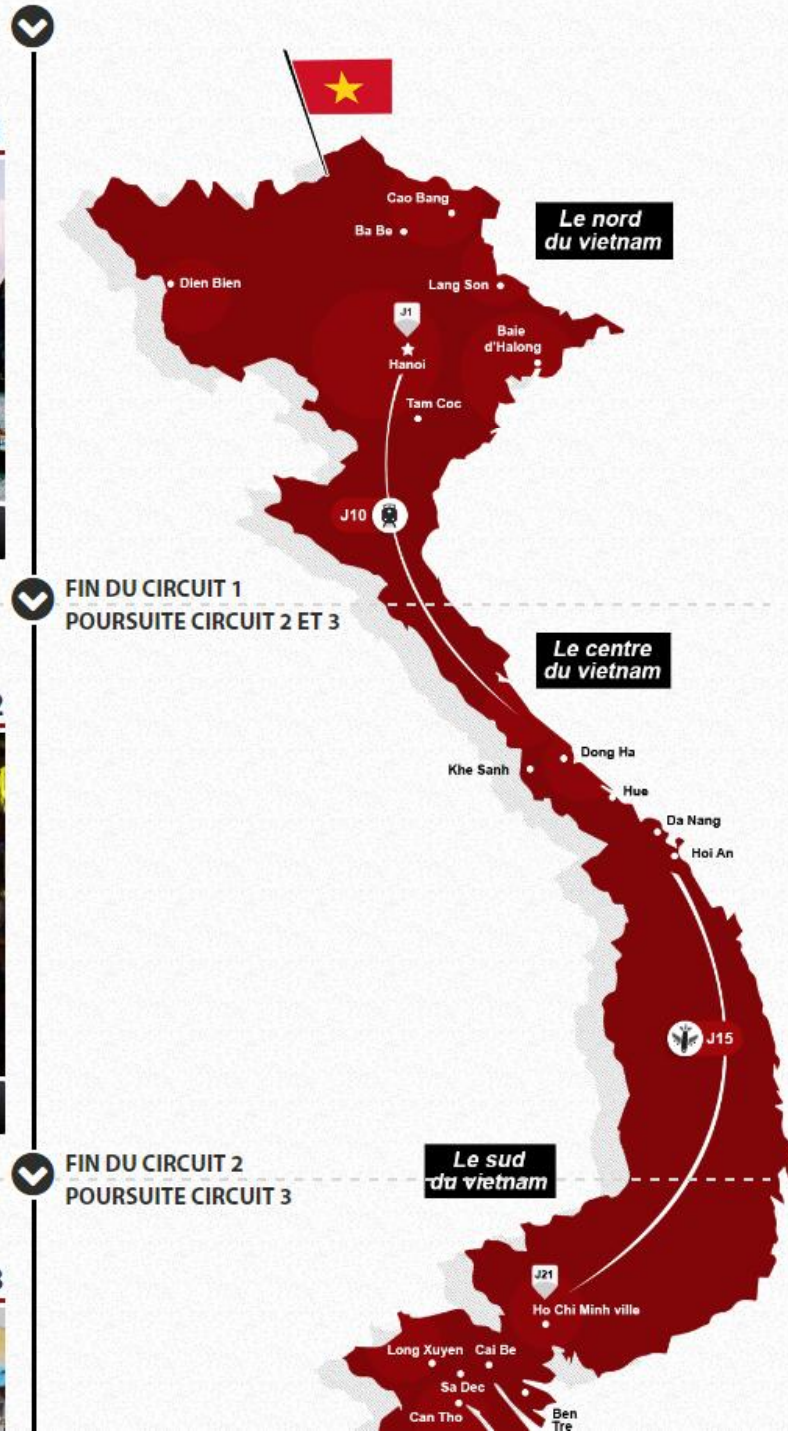 Cao Bang
Ba Be
Le nord
du vietnam
Dien Bien
Lang Son
J1
Baie
d'Halong
Hanoi
Tam Coc
J10
FIN DU CIRCUIT 1
POURSUITE CIRCUIT 2 ET 3
Le centre
du vietnam
Dong Ha
Khe Sanh
Hue
Da Nang
Hoi An
J15
FIN DU CIRCUIT 2
POURSUITE CIRCUIT 3
Le sud
du vietnam
J21
Ho Chi Minh ville
Long Xuyen
Cai Be
Sa Dec
Can Tho
Ben
Tre